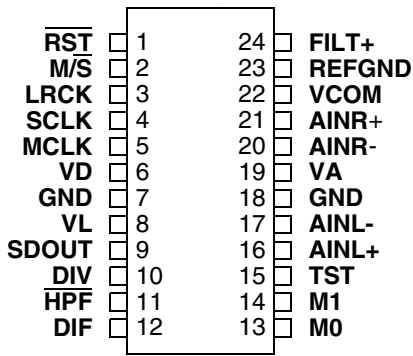 RST 1 24 FILT+
M/S 2 23 REFGND
LRCK 3 22 VCOM
SCLK 4 21 AINR+
MCLK 5 20 AINR-
VD 6 19 VA
GND 7 18 GND
VL 8 17 AINL-
SDOUT 9 16 AINL+
DIV 10 15 TST
HPF 11 14 M1
DIF 12 13 M0